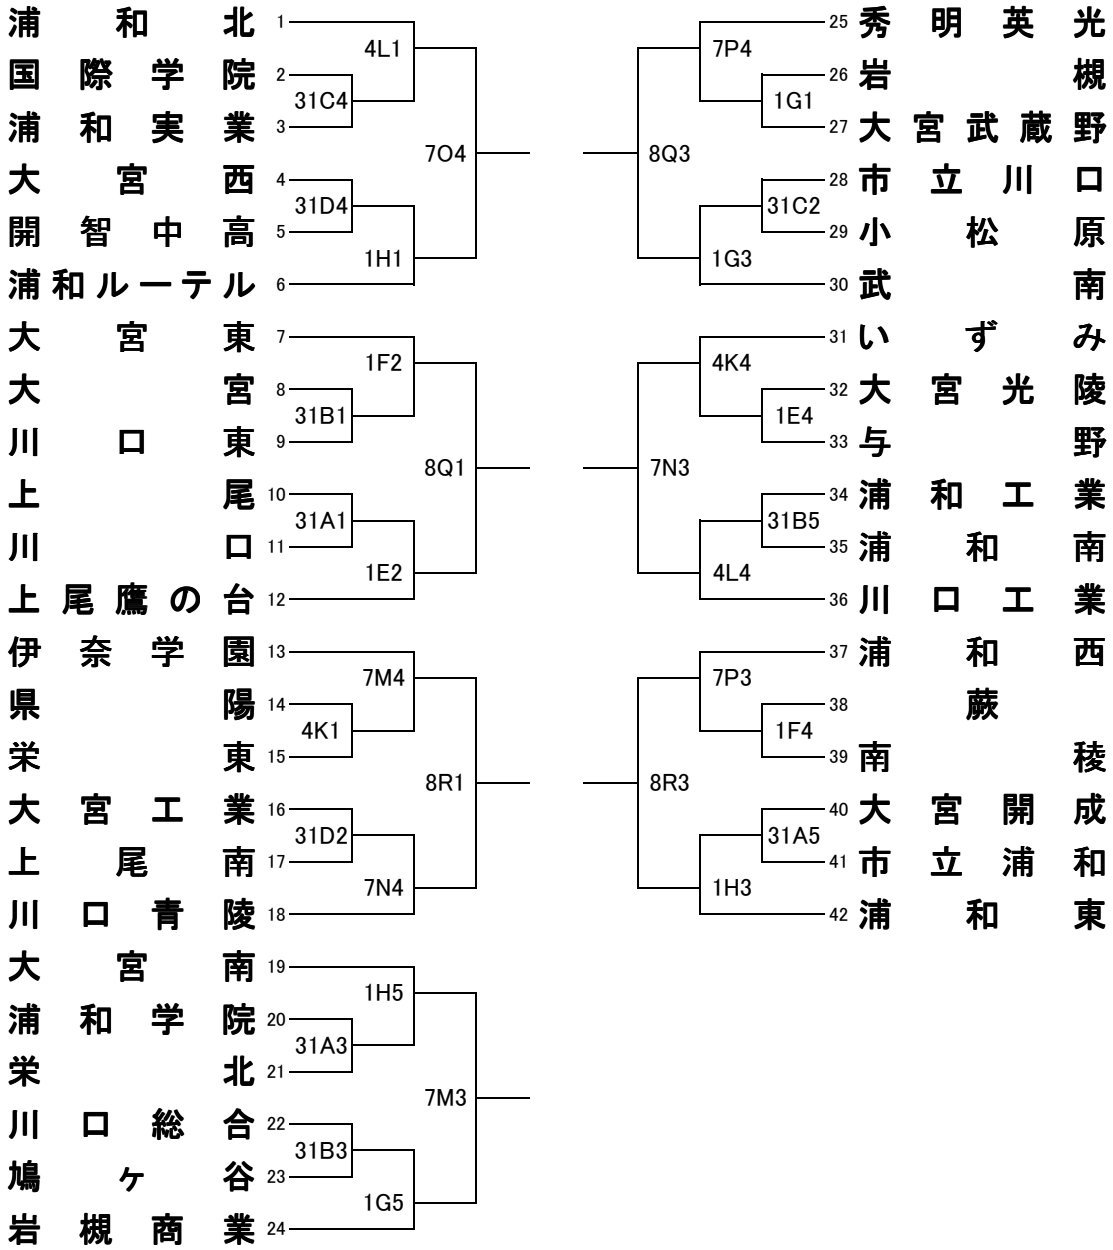 浦和北 1
4L1
国際学院 2
31C4
浦和実業 3
7O4
大宮西 4
31D4
開智中高 5
1H1
浦和ルーテル 6
大宮東 7
1F2
大宮 8
31B1
川口東 9
8Q1
上尾 10
31A1
川口 11
1E2
上尾鷹の台 12
伊奈学園 13
7M4
県陽 14
4K1
栄東 15
8R1
大宮工業 16
31D2
上尾南 17
7N4
川口青陵 18
大宮南 19
1H5
浦和学院 20
31A3
栄北 21
7M3
川口総合 22
31B3
鳩ヶ谷 23
1G5
岩槻商業 24
25 秀明英光
7P4
26 岩槻
1G1
27 大宮武蔵野
8Q3
28 市立川口
31C2
29 小松原
1G3
30 武南
31 いずみ
4K4
32 大宮光陵
1E4
33 与野
7N3
34 浦和工業
31B5
35 浦和南
4L4
36 川口工業
37 浦和西
7P3
38 蕨
1F4
39 南稜
8R3
40 大宮開成
31A5
41 市立浦和
1H3
42 浦和東